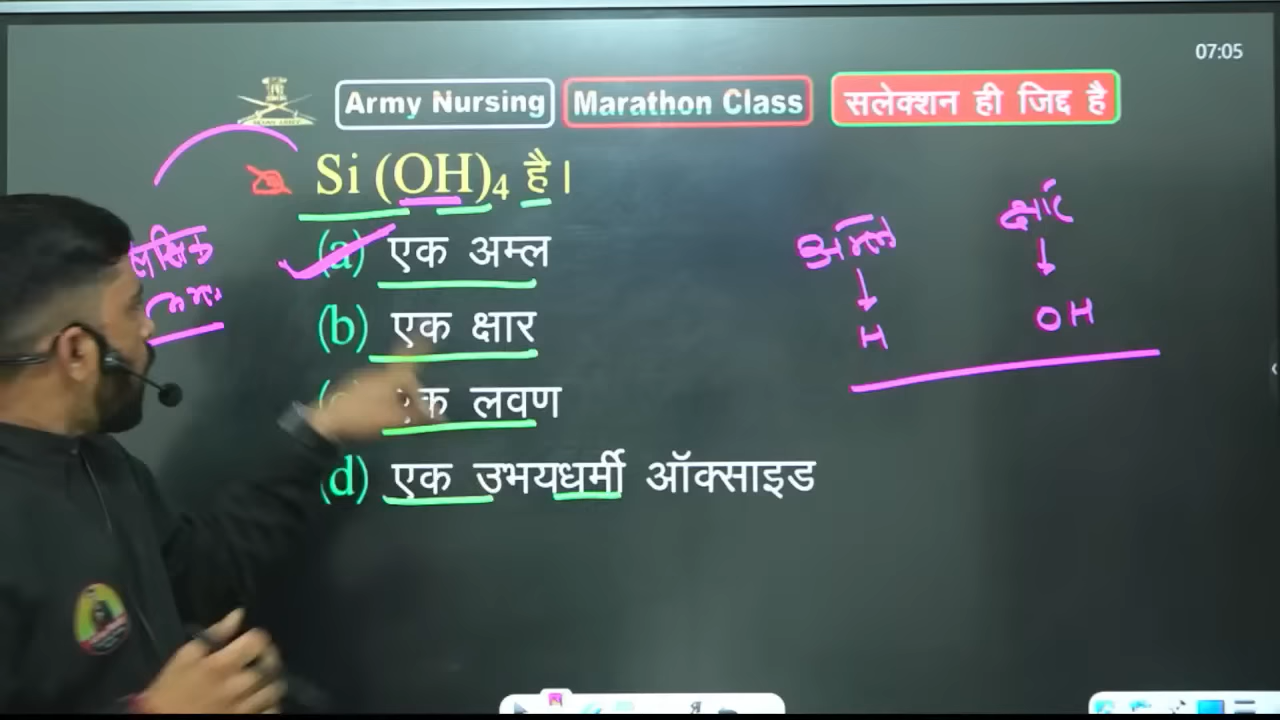 07:05
Army Nursing Marathon Class सलेक्शन ही जिद्द है
Si (OH)4 है।
(a) एक अम्ल
(b) एक क्षार
एक लवण
(d) एक उभयधर्मी ऑक्साइड
अम्ल क्षार
↓ ↓
H OH